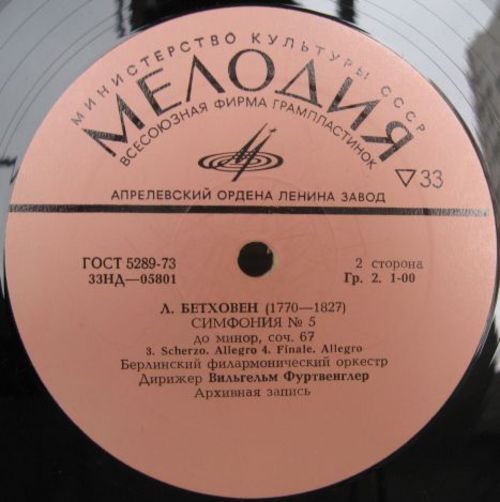 МИНИСТЕРСТВО КУЛЬТУРЫ СССР
МЕЛОДИЯ
ВСЕСОЮЗНАЯ ФИРМА ГРАМПЛАСТИНОК
▽33
АПРЕЛЕВСКИЙ ОРДЕНА ЛЕНИНА ЗАВОД
ГОСТ 5289-73
2 сторона
33НД—05801
Гр. 2. 1-00
Л. БЕТХОВЕН (1770—1827)
СИМФОНИЯ № 5
до минор, соч. 67
3. Scherzo. Allegro 4. Finale. Allegro
Берлинский филармонический оркестр
Дирижер Вильгельм Фуртвенглер
Архивная запись